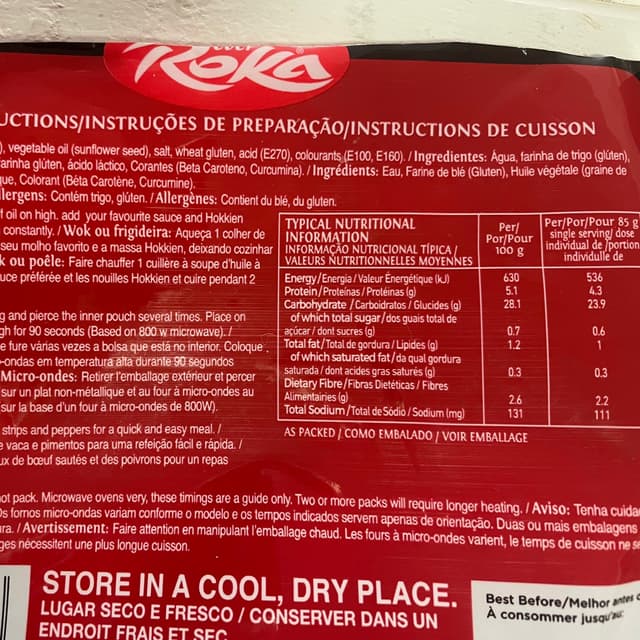 Roka
UCTIONS/INSTRUÇÕES DE PREPARAÇÃO/INSTRUCTIONS DE CUISSON
), vegetable oil (sunflower seed), salt, wheat gluten, acid (E270), colourants (E100, E160). / Ingredientes: Água, farinha de trigo (glúten),
arinha glúten, ácido láctico, Corantes (Beta Caroteno, Curcumina). / Ingrédients: Eau, Farine de blé (Gluten), Huile végétale (graine de
que, Colorant (Béta Carotène, Curcumine).
llergens: Contém trigo, glúten. / Allergènes: Contient du blé, du gluten.
f oil on high. add your favourite sauce and Hokkien
constantly. / Wok ou frigideira: Aqueça 1 colher de
seu molho favorito e a massa Hokkien, deixando cozinhar
k ou poêle: Faire chauffer 1 cuillère à soupe d'huile à
uce préférée et les nouilles Hokkien et cuire pendant 2
g and pierce the inner pouch several times. Place on
gh for 90 seconds (Based on 800 w microwave). /
e fure várias vezes a bolsa que está no interior. Coloque
-ondas em temperatura alta durante 90 segundos
Micro-ondes: Retirer l'emballage extérieur et percer
sur un plat non-métallique et au four à micro-ondes au
sur la base d'un four à micro-ondes de 800W).
strips and peppers for a quick and easy meal. /
e vaca e pimentos para uma refeição fácil e rápida. /
ux de bœuf sautés et des poivrons pour un repas
TYPICAL NUTRITIONAL
INFORMATION
INFORMAÇÃO NUTRICIONAL TÍPICA /
VALEURS NUTRITIONNELLES MOYENNES
Per/
Por/Pour
100 g
Per/Por/Pour 85 g
single serving/ dose
individual de /portion
individulle de
Energy/Energia/Valeur Énergétique (kJ) 630 536
Protein/Proteínas/Protéines (g) 5.1 4.3
Carbohydrate/Carboidratos/Glucides (g) 28.1 23.9
of which total sugar/dos quais total de
açúcar/dont sucres (g) 0.7 0.6
Total fat/Total de gordura/Lipides (g) 1.2 1
of which saturated fat/da qual gordura
saturada/dont acides gras saturés (g) 0.3 0.3
Dietary Fibre/Fibras Dietéticas/Fibres
Alimentairies (g) 2.6 2.2
Total Sodium/Total de Sódio/Sodium (mg) 131 111
AS PACKED / COMO EMBALADO / VOIR EMBALLAGE
ot pack. Microwave ovens very, these timings are a guide only. Two or more packs will require longer heating. / Aviso: Tenha cuida
Os fornos micro-ondas variam conforme o modelo e os tempos indicados servem apenas de orientação. Duas ou mais embalagens
ra. / Avertissement: Faire attention en manipulant l'emballage chaud. Les fours à micro-ondes varient, le temps de cuisson ne se
ges nécessitent une plus longue cuisson.
STORE IN A COOL, DRY PLACE.
LUGAR SECO E FRESCO / CONSERVER DANS UN
ENDROIT FRAIS ET SEC
Best Before/Melhor antes
À consommer jusqu'au: